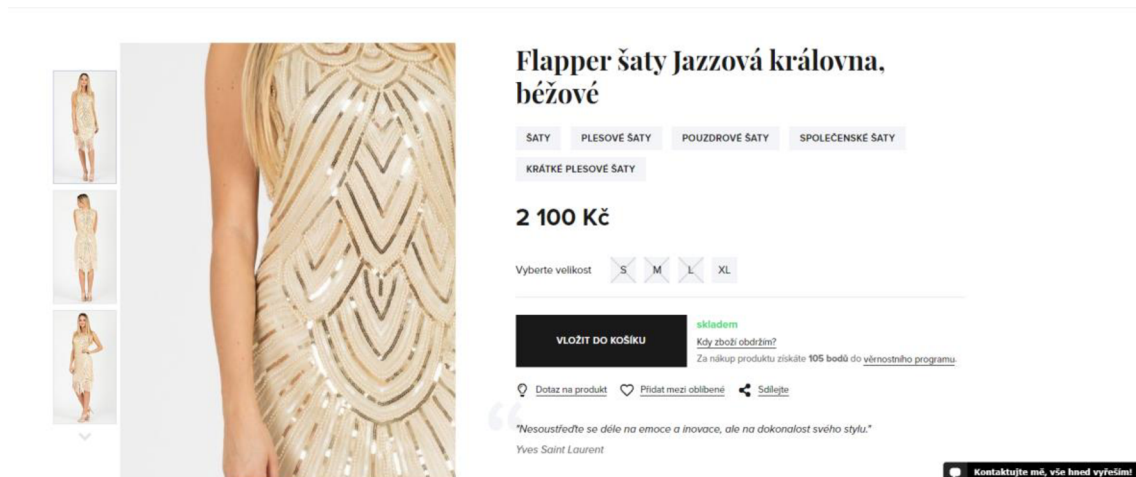 Flapper šaty Jazzová královna,
béžové
ŠATY PLESOVÉ ŠATY POUZDROVÉ ŠATY SPOLEČENSKÉ ŠATY
KRÁTKÉ PLESOVÉ ŠATY
2 100 Kč
Vyberte velikost S M L XL
VLOŽIT DO KOŠÍKU
skladem
Kdy zboží obdržím?
Za nákup produktu získáte 105 bodů do věrnostního programu.
Dotaz na produkt Přidat mezi oblíbené Sdílejte
"Nesoustřeďte se déle na emoce a inovace, ale na dokonalost svého stylu."
Yves Saint Laurent
Kontaktujte mě, vše hned vyřeším!